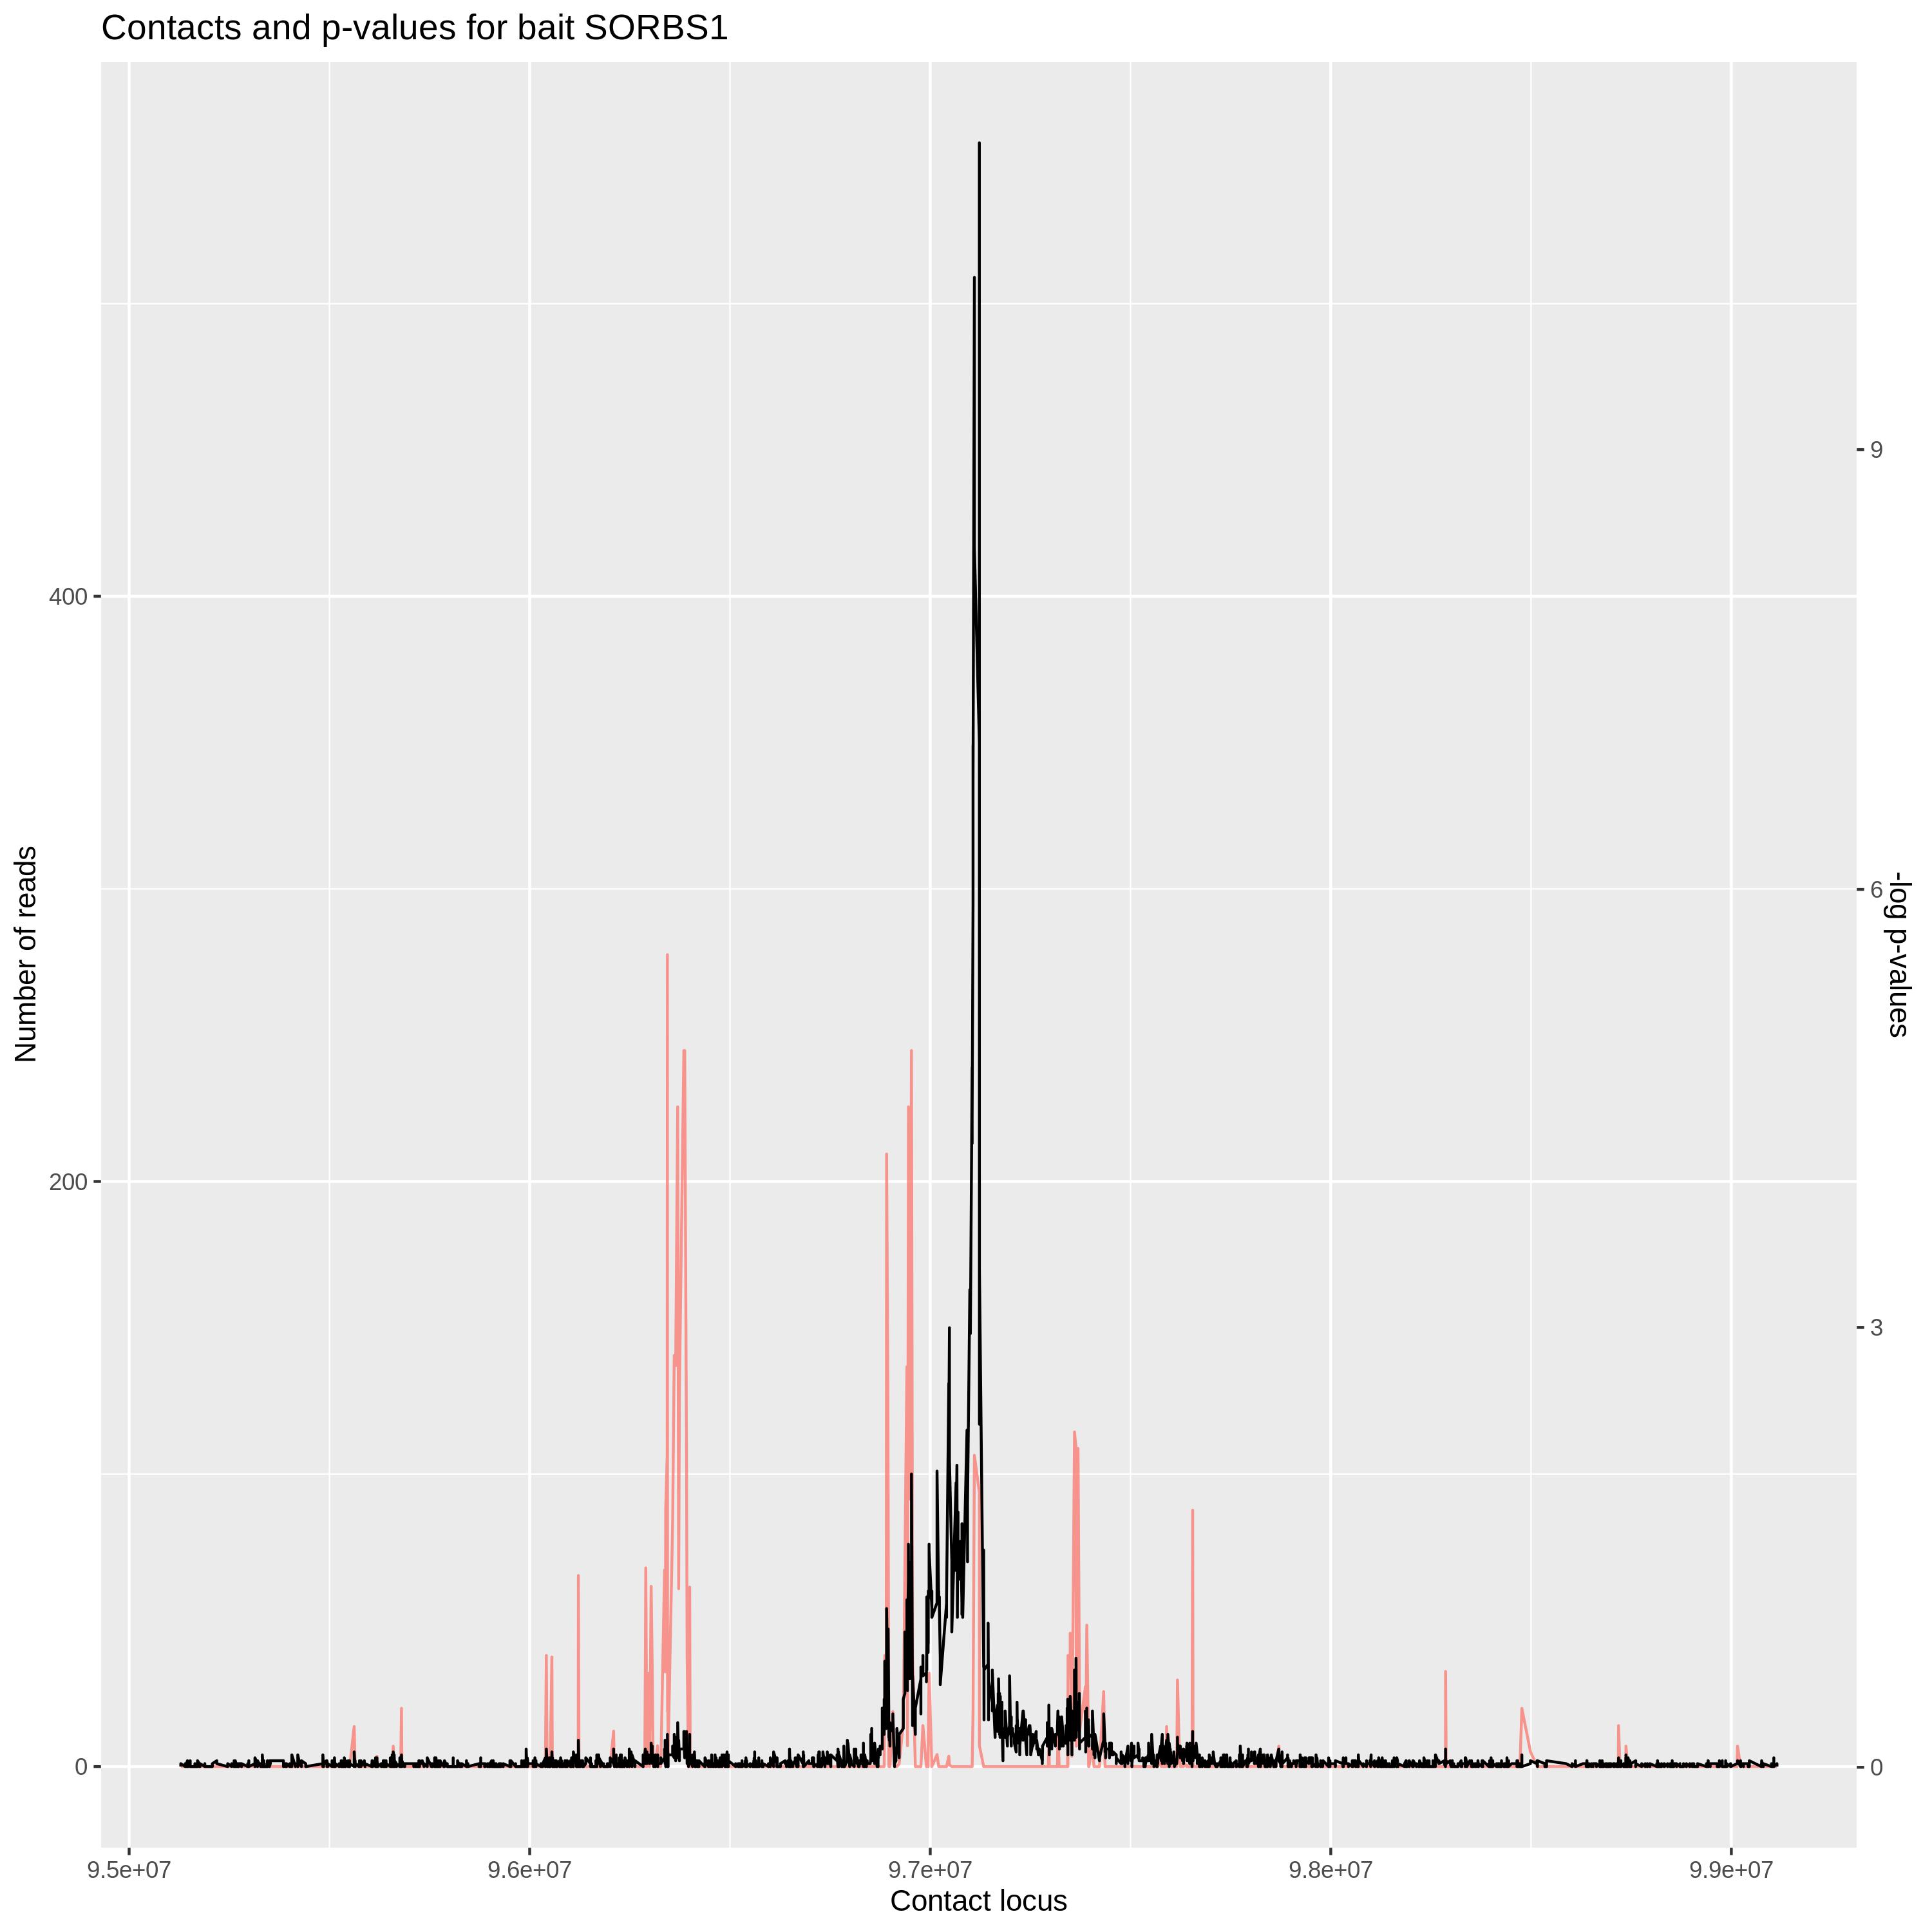 Contacts and p-values for bait SORBS1
Number of reads
400
200
0
9
6
3
0
-log p-values
9.5e+07
9.6e+07
9.7e+07
9.8e+07
9.9e+07
Contact locus